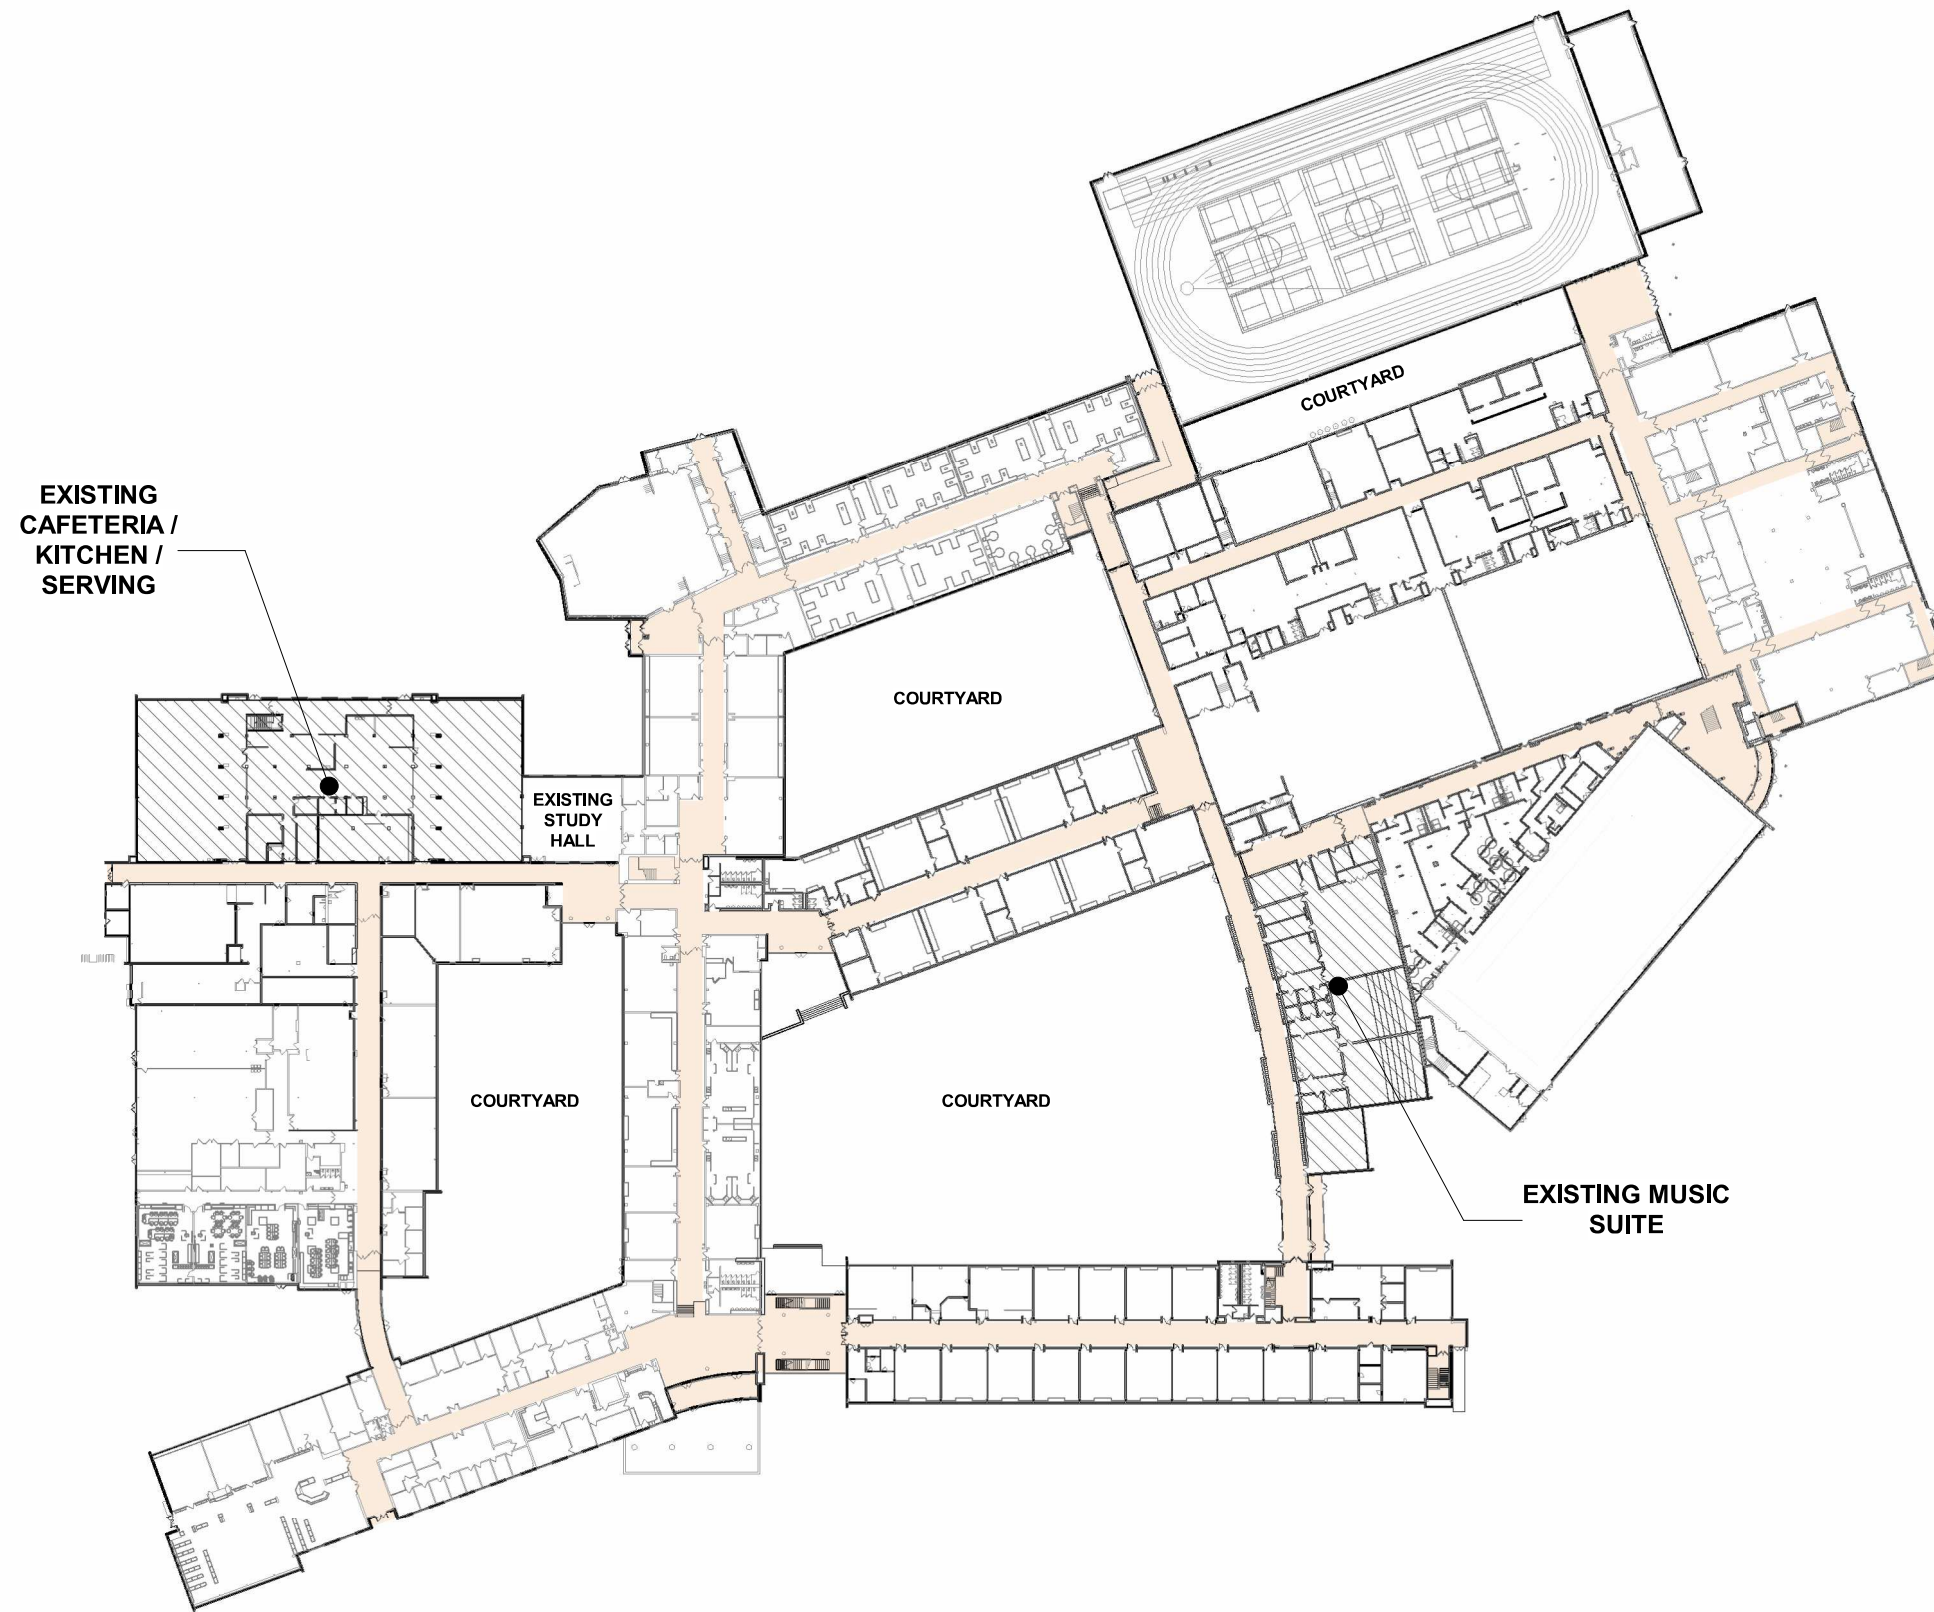 COURTYARD
EXISTING
CAFETERIA /
KITCHEN /
SERVING
COURTYARD
EXISTING
STUDY
HALL
COURTYARD
COURTYARD
EXISTING MUSIC
SUITE